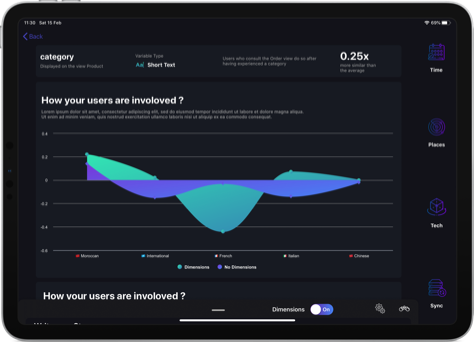 11:30 Sat 15 Feb
69%
Back
category
Displayed on the view Product
Variable Type
Aa Short Text
Users who consult the Order view do so after
having experienced a category
0.25x
more similar than
the average
Time
Places
Tech
Sync
How your users are involoved ?
Lorem ipsum dolor sit amet, consectetur adipiscing elit, sed do eiusmod tempor incididunt ut labore et dolore magna aliqua.
Ut enim ad minim veniam, quis nostrud exercitation ullamco laboris nisi ut aliquip ex ea commodo consequat.
0.4
0.2
0
-0.2
-0.4
-0.6
Moroccan International French Italian Chinese
Dimensions No Dimensions
How your users are involoved ?
Dimensions On